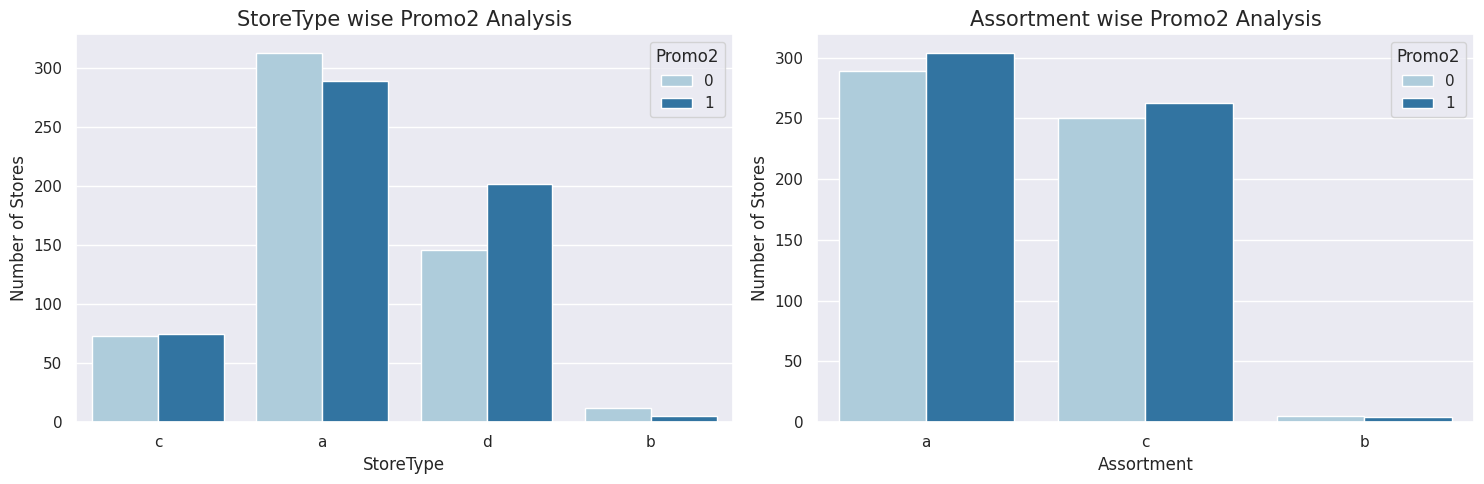 StoreType wise Promo2 Analysis
Number of Stores
300
250
200
150
100
50
0
Promo2
0
1
c a d b
StoreType
Assortment wise Promo2 Analysis
Number of Stores
300
250
200
150
100
50
0
Promo2
0
1
a c b
Assortment